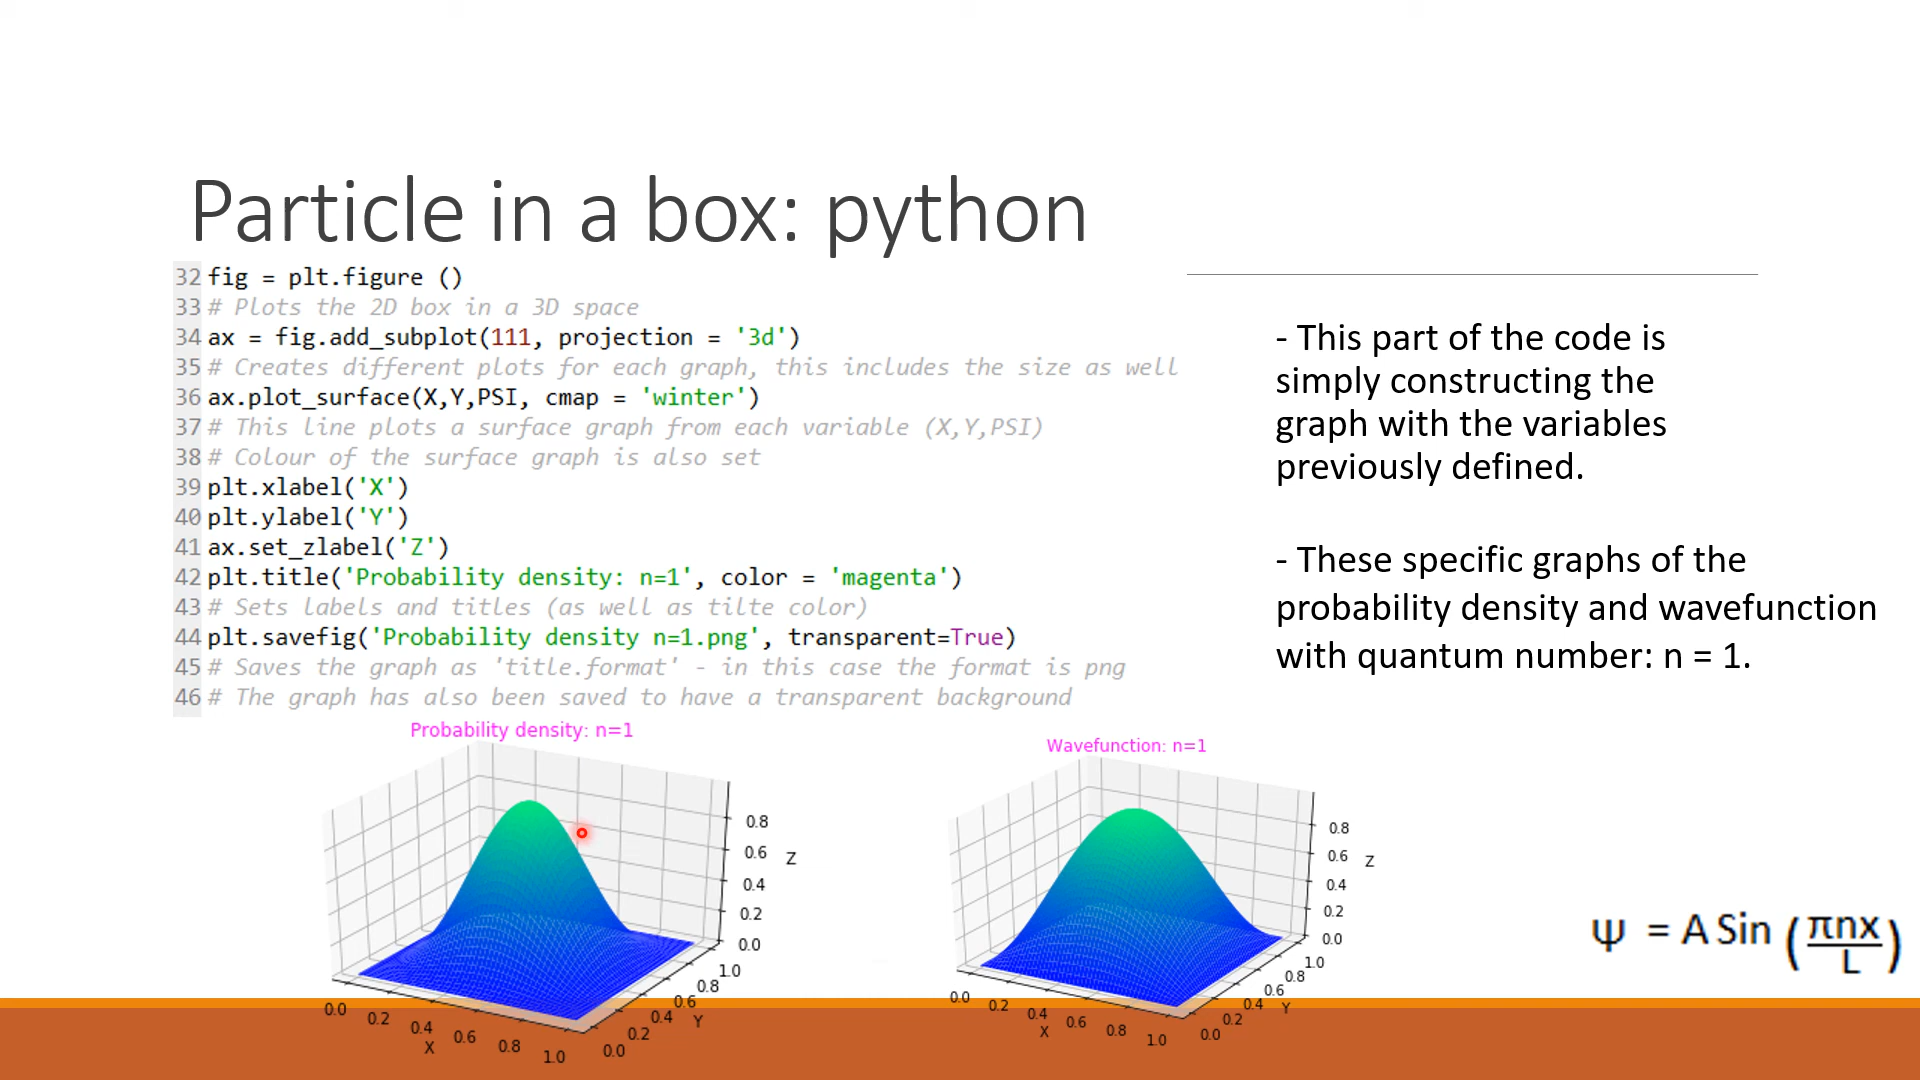 Particle in a box: python
32 fig = plt.figure ()
33 # Plots the 2D box in a 3D space
34 ax = fig.add_subplot(111, projection = '3d')
35 # Creates different plots for each graph, this includes the size as well
36 ax.plot_surface(X,Y,PSI, cmap = 'winter')
37 # This line plots a surface graph from each variable (X,Y,PSI)
38 # Colour of the surface graph is also set
39 plt.xlabel('X')
40 plt.ylabel('Y')
41 ax.set_zlabel('Z')
42 plt.title('Probability density: n=1', color = 'magenta')
43 # Sets labels and titles (as well as tilte color)
44 plt.savefig('Probability density n=1.png', transparent=True)
45 # Saves the graph as 'title.format' - in this case the format is png
46 # The graph has also been saved to have a transparent background
- This part of the code is
simply constructing the
graph with the variables
previously defined.
- These specific graphs of the
probability density and wavefunction
with quantum number: n = 1.
Probability density: n=1
0.8
0.6
Z
0.4
0.2
0.0
1.0
0.8
0.6
0.4
Y
0.2
0.0
0.0
0.2
0.4
X
0.6
0.8
1.0
Wavefunction: n=1
0.8
0.6
Z
0.4
0.2
0.0
1.0
0.8
0.6
0.4
Y
0.2
0.0
0.0
0.2
0.4
X
0.6
0.8
1.0
Ψ = A Sin (πnx/L)